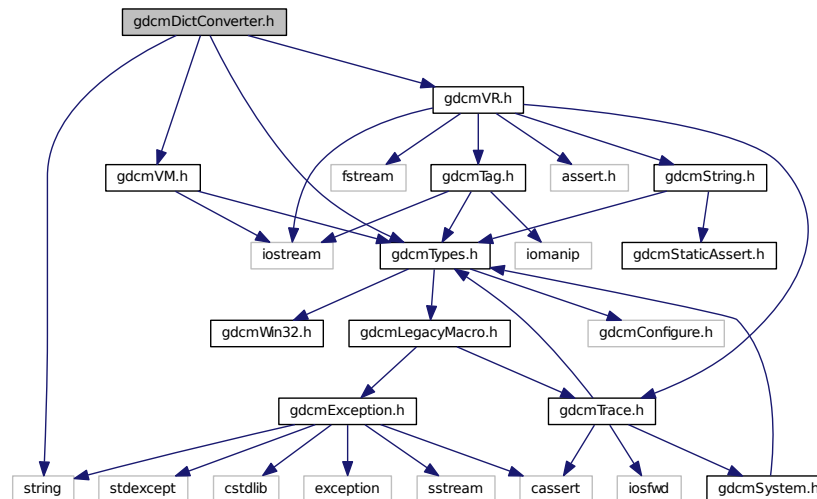 gdcmDictConverter.h
gdcmVR.h
gdcmVM.h
fstream
gdcmTag.h
assert.h
gdcmString.h
iostream
gdcmTypes.h
iomanip
gdcmStaticAssert.h
gdcmWin32.h
gdcmLegacyMacro.h
gdcmConfigure.h
gdcmException.h
gdcmTrace.h
string
stdexcept
cstdlib
exception
sstream
cassert
iosfwd
gdcmSystem.h